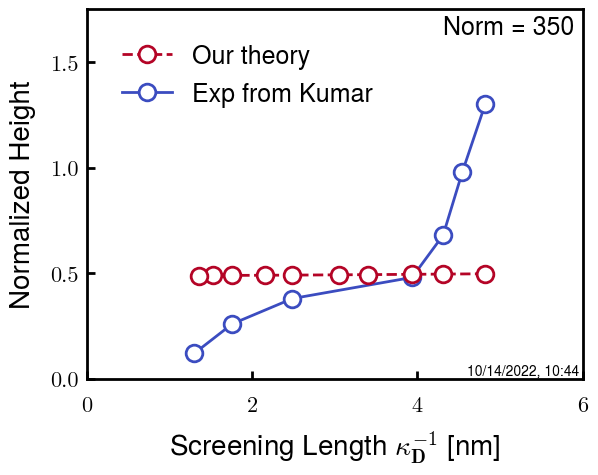 Norm = 350
Our theory
Exp from Kumar
Normalized Height
1.5
1.0
0.5
0.0
10/14/2022, 10:44
0 2 4 6
Screening Length κ_D^{-1} [nm]